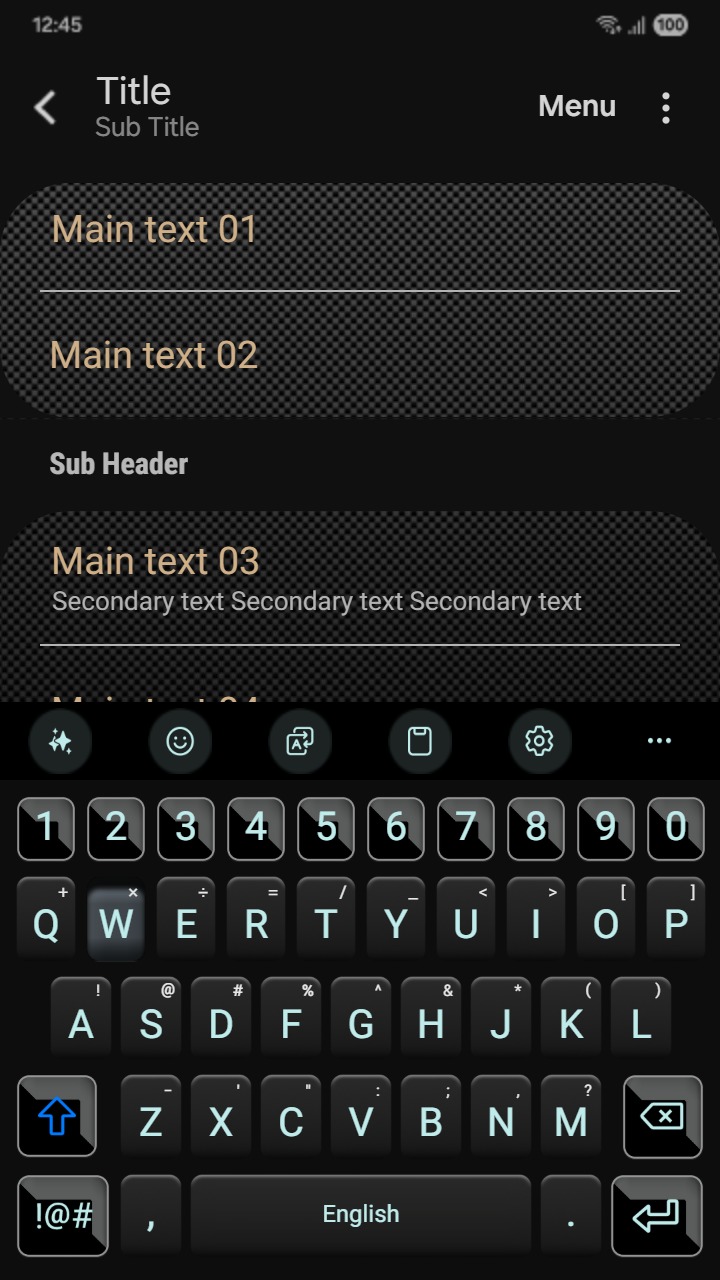 12:45
100
Title
Sub Title
Menu
Main text 01
Main text 02
Sub Header
Main text 03
Secondary text Secondary text Secondary text
1 2 3 4 5 6 7 8 9 0
+ × ÷ = / _ < > [ ]
Q W E R T Y U I O P
! @ # % ^ & * ( )
A S D F G H J K L
- ' " : ; , ?
Z X C V B N M
!@# , English .